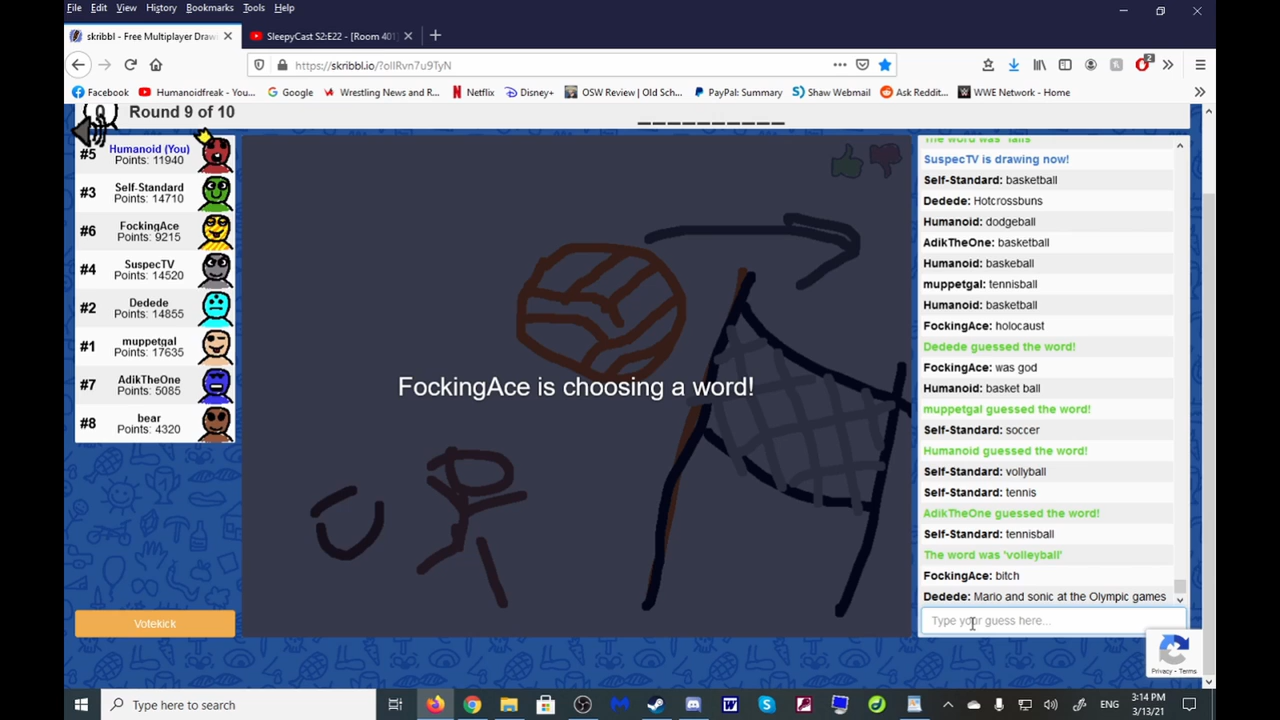 File Edit View History Bookmarks Tools Help
skribbl - Free Multiplayer Draw
SleepyCast S2:E22 - [Room 401]
https://skribbl.io/?olIRvn7u9TyN
2
Facebook Humanoidfreak - You... Google Wrestling News and R... Netflix Disney+ OSW Review | Old Sch... PayPal: Summary Shaw Webmail Ask Reddit... WWE Network - Home
0 Round 9 of 10 __________
#5 Humanoid (You)
Points: 11940
#3 Self-Standard
Points: 14710
#6 FockingAce
Points: 9215
#4 SuspecTV
Points: 14520
#2 Dedede
Points: 14855
#1 muppetgal
Points: 17635
#7 AdikTheOne
Points: 5085
#8 bear
Points: 4320
Votekick
FockingAce is choosing a word!
SuspecTV is drawing now!
Self-Standard: basketball
Dedede: Hotcrossbuns
Humanoid: dodgeball
AdikTheOne: basketball
Humanoid: baskeball
muppetgal: tennisball
Humanoid: basketball
FockingAce: holocaust
Dedede guessed the word!
FockingAce: was god
Humanoid: basket ball
muppetgal guessed the word!
Self-Standard: soccer
Humanoid guessed the word!
Self-Standard: vollyball
Self-Standard: tennis
AdikTheOne guessed the word!
Self-Standard: tennisball
The word was 'volleyball'
FockingAce: bitch
Dedede: Mario and sonic at the Olympic games
Type your guess here...
Privacy - Terms
Type here to search
ENG
3:14 PM
3/13/21